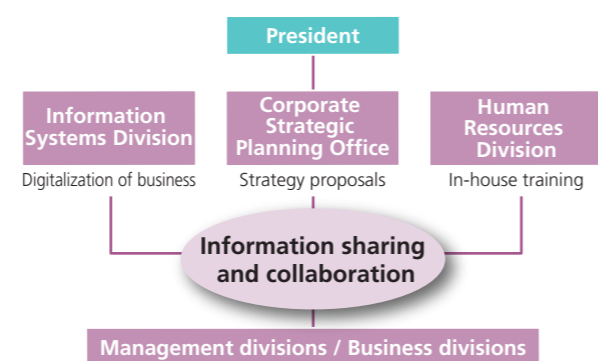 President
Information
Systems Division
Corporate
Strategic
Planning Office
Human
Resources
Division
Digitalization of business
Strategy proposals
In-house training
Information sharing
and collaboration
Management divisions / Business divisions